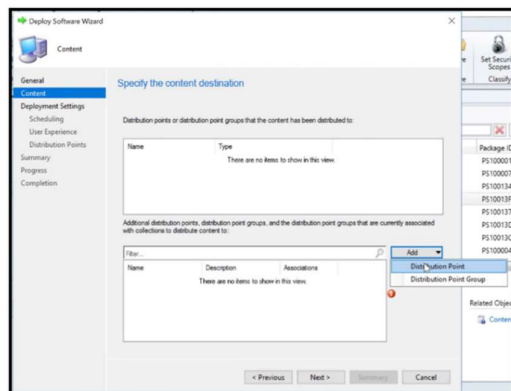 Deploy Software Wizard
Content
General
Content
Deployment Settings
Scheduling
User Experience
Distribution Points
Summary
Progress
Completion
Specify the content destination
Distribution points or distribution point groups that the content has been distributed to:
Name Type
There are no items to show in this view.
Additional distribution points, distribution point groups, and the distribution point groups that are currently associated
with collections to distribute content to:
Filter...
Add
Distribution Point
Distribution Point Group
Name Description Associations
There are no items to show in this view.
< Previous
Next >
Summary
Cancel
Set Securi
Scopes
Classify
Package ID
PS100001
PS100007
PS100134
PS10013F
PS100137
PS10013D
PS10013C
PS100004
Related Objec
Conten